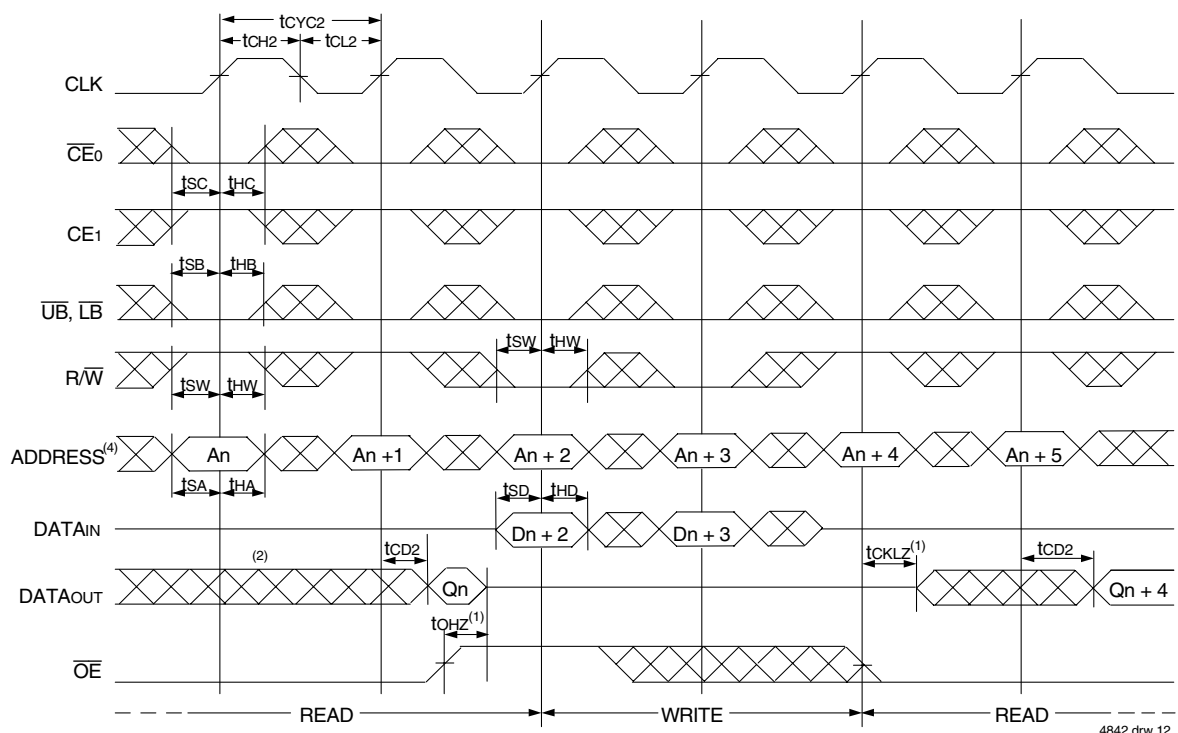 tCYC2
tCH2 tCL2
CLK
CE0
tSC tHC
CE1
tSB tHB
UB, LB
tSW tHW
R/W
tSW tHW
ADDRESS(4) An An +1 An + 2 An + 3 An + 4 An + 5
tSA tHA
tSD tHD
DATAIN Dn + 2 Dn + 3
(2) tCD2 tCKLZ(1) tCD2
DATAOUT Qn Qn + 4
tOHZ(1)
OE
READ WRITE READ
4842 drw 12